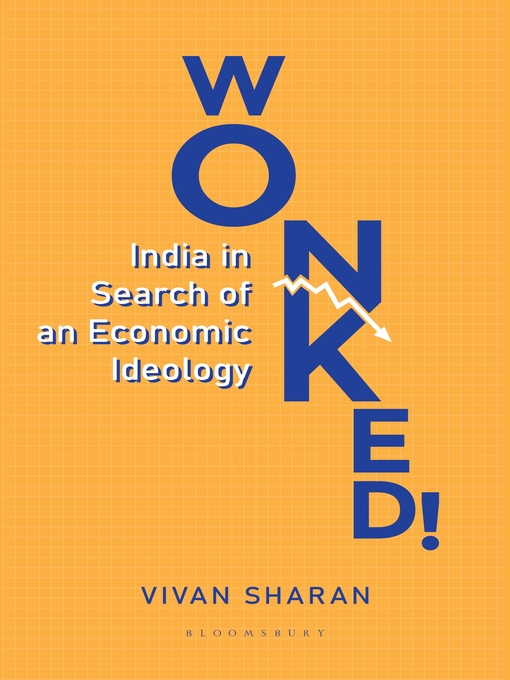 WONKED!
India in
Search of
an Economic
Ideology
VIVAN SHARAN
BLOOMSBURY